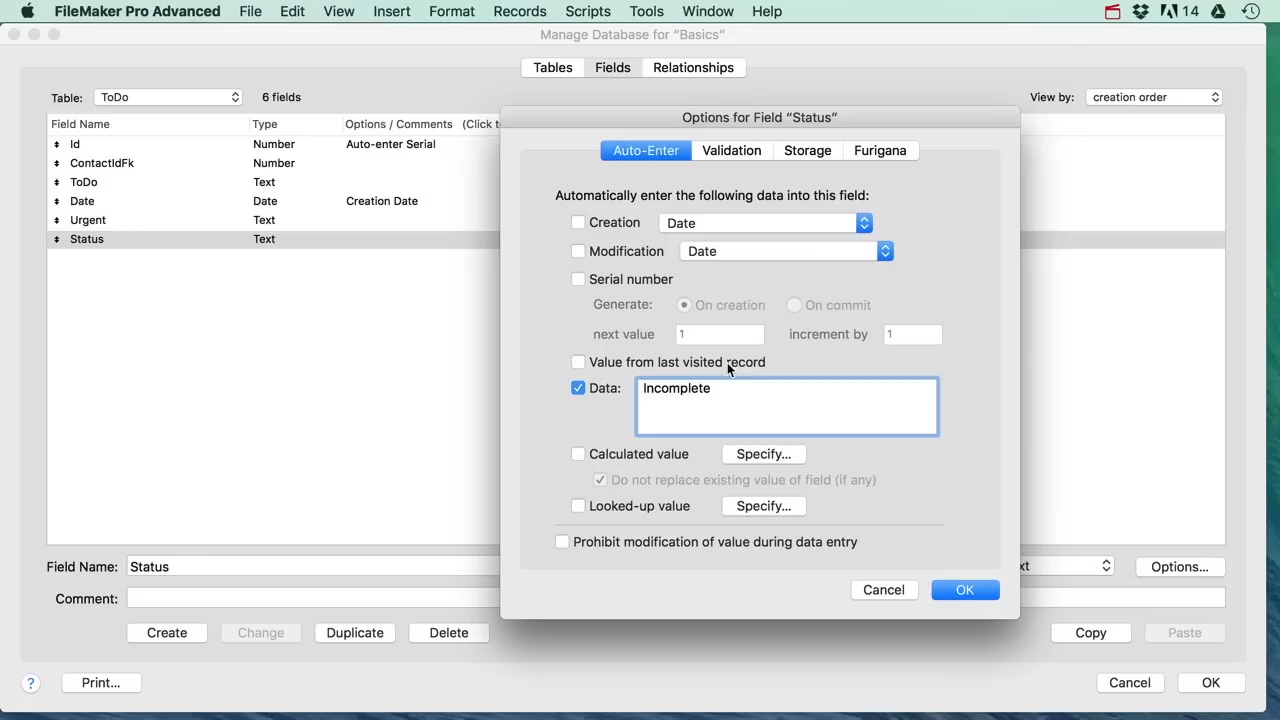 FileMaker Pro Advanced File Edit View Insert Format Records Scripts Tools Window Help 14
Manage Database for “Basics”
Tables Fields Relationships
Table: ToDo 6 fields View by: creation order
Field Name Type Options / Comments (Click t
Id Number Auto-enter Serial
ContactIdFk Number
ToDo Text
Date Date Creation Date
Urgent Text
Status Text
Options for Field “Status”
Auto-Enter Validation Storage Furigana
Automatically enter the following data into this field:
Creation Date
Modification Date
Serial number
Generate: On creation On commit
next value 1 increment by 1
Value from last visited record
Data: Incomplete
Calculated value Specify...
Do not replace existing value of field (if any)
Looked-up value Specify...
Prohibit modification of value during data entry
Cancel OK
Field Name: Status xt Options...
Comment:
Create Change Duplicate Delete Copy Paste
? Print... Cancel OK